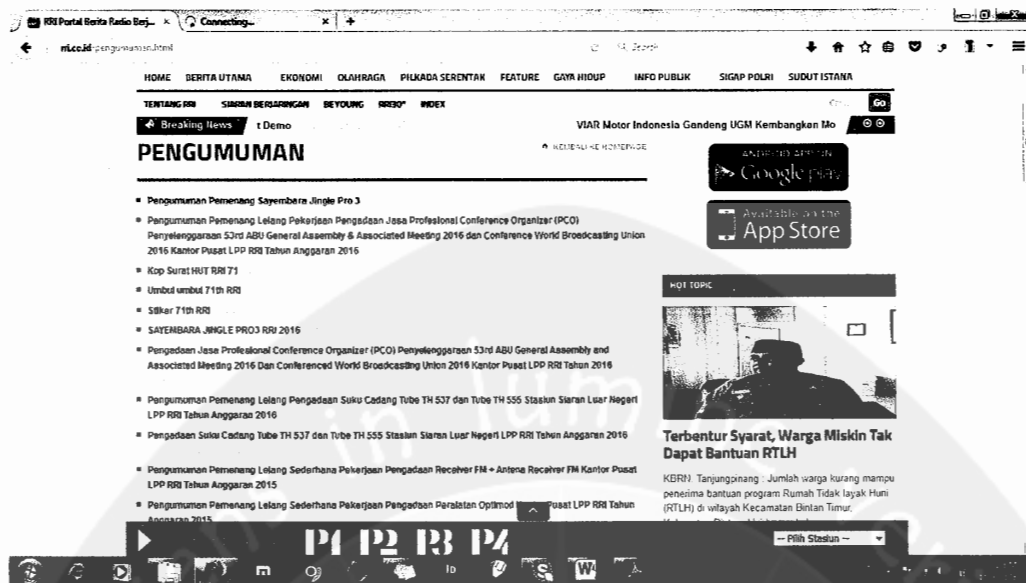 RRI Portal Berita Radio Berj... × Connecting... × +
rri.co.id/pengumuman.html Search
HOME BERITA UTAMA EKONOMI OLAHRAGA PILKADA SERENTAK FEATURE GAYA HIDUP INFO PUBLIK SIGAP POLRI SUDUT ISTANA
TENTANG RRI SIARAN BERJARINGAN BEYOUNG RRI30" INDEX
Go
Breaking News t Demo VIAR Motor Indonesia Gandeng UGM Kembangkan Mo
PENGUMUMAN
KEMBALI KE HOMEPAGE
ANDROID APP ON
Google play
Available on the
App Store
Pengumuman Pemenang Sayembara Jingle Pro 3
Pengumuman Pemenang Lelang Pekerjaan Pengadaan Jasa Profesional Conference Organizer (PCO)
Penyelenggaraan 53rd ABU General Assembly & Associated Meeting 2016 dan Conference World Broadcasting Union
2016 Kantor Pusat LPP RRI Tahun Anggaran 2016
Kop Surat HUT RRI 71
Umbul umbul 71th RRI
Stiker 71th RRI
SAYEMBARA JINGLE PRO3 RRI 2016
Pengadaan Jasa Profesional Conference Organizer (PCO) Penyelenggaraan 53rd ABU General Assembly and
Associated Meeting 2016 Dan Conferenced World Broadcasting Union 2016 Kantor Pusat LPP RRI Tahun 2016
Pengumuman Pemenang Lelang Pengadaan Suku Cadang Tube TH 537 dan Tube TH 555 Stasiun Siaran Luar Negeri
LPP RRI Tahun Anggaran 2016
Pengadaan Suku Cadang Tube TH 537 dan Tube TH 555 Stasiun Siaran Luar Negeri LPP RRI Tahun Anggaran 2016
Pengumuman Pemenang Lelang Sederhana Pekerjaan Pengadaan Receiver FM + Antena Receiver FM Kantor Pusat
LPP RRI Tahun Anggaran 2015
Pengumuman Pemenang Lelang Sederhana Pekerjaan Pengadaan Peralatan Optimod Pusat LPP RRI Tahun
Anggaran 2015
HOT TOPIC
Terbentur Syarat, Warga Miskin Tak
Dapat Bantuan RTLH
KBRN, Tanjungpinang : Jumlah warga kurang mampu
penerima bantuan program Rumah Tidak layak Huni
(RTLH) di wilayah Kecamatan Bintan Timur,
P1 P2 P3 P4
-- Pilih Stasiun --
in lumine